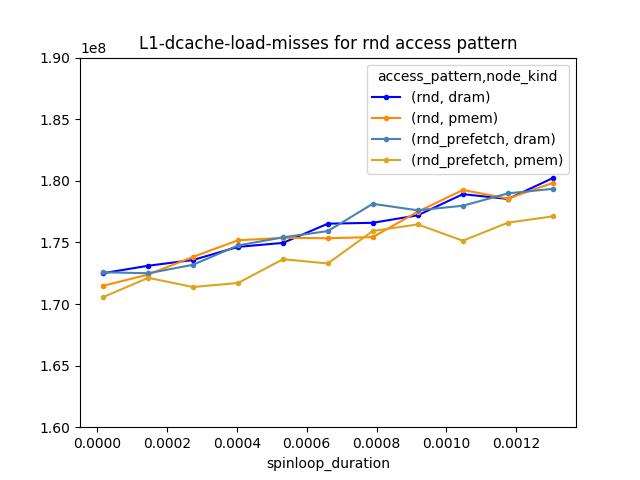 L1-dcache-load-misses for rnd access pattern
1e8
access_pattern,node_kind
(rnd, dram)
(rnd, pmem)
(rnd_prefetch, dram)
(rnd_prefetch, pmem)
1.90
1.85
1.80
1.75
1.70
1.65
1.60
0.0000 0.0002 0.0004 0.0006 0.0008 0.0010 0.0012
spinloop_duration